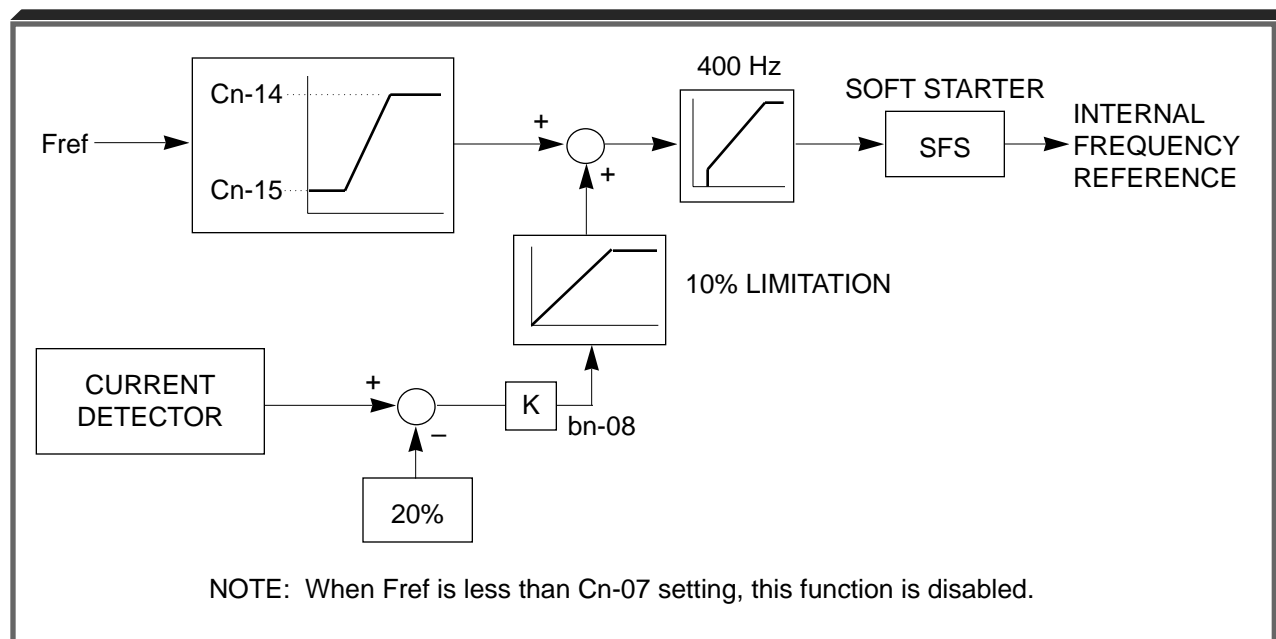 400 Hz
SOFT STARTER
Cn-14
Fref
Cn-15
+
+
SFS
INTERNAL
FREQUENCY
REFERENCE
10% LIMITATION
CURRENT
DETECTOR
+
–
K
bn-08
20%
NOTE: When Fref is less than Cn-07 setting, this function is disabled.